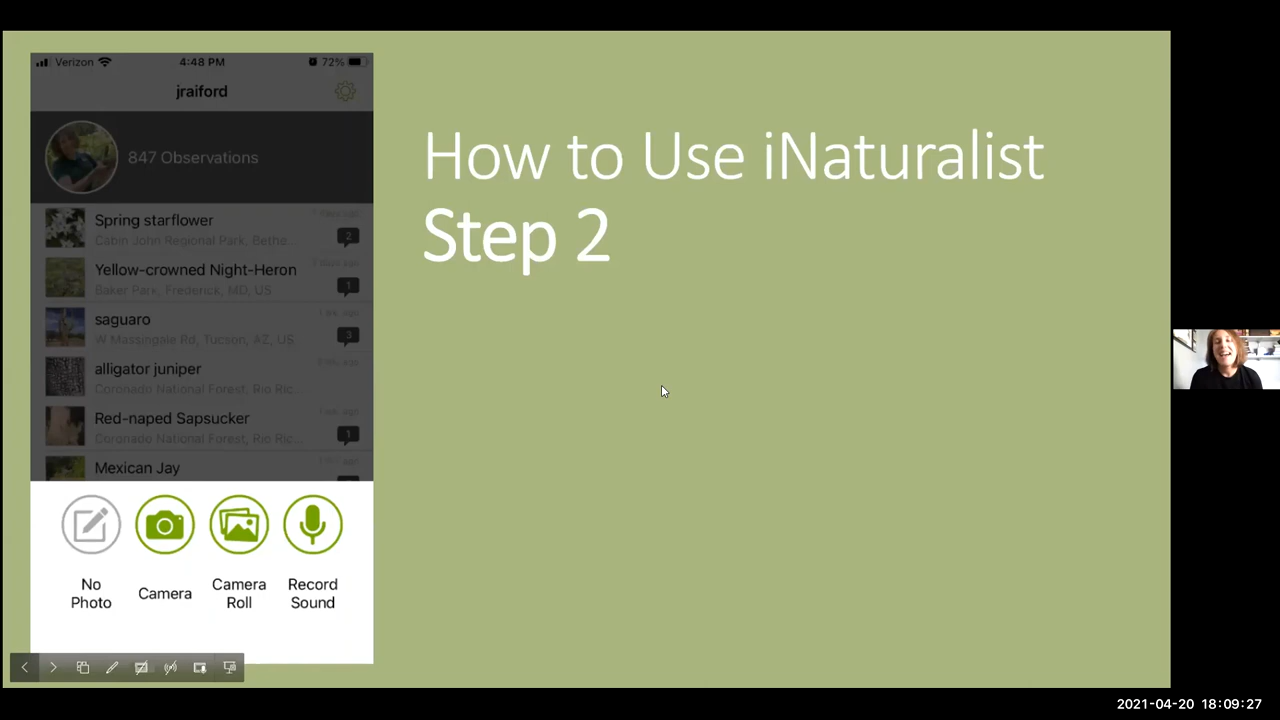 Verizon 4:48 PM 72%
jraiford
847 Observations
Spring starflower
2
Cabin John Regional Park, Bethe...
Yellow-crowned Night-Heron
1
Baker Park, Frederick, MD, US
saguaro
3
W Massingale Rd, Tucson, AZ, US
alligator juniper
Coronado National Forest, Rio Ric...
Red-naped Sapsucker
1
Coronado National Forest, Rio Ric...
Mexican Jay
No Photo
Camera
Camera Roll
Record Sound
How to Use iNaturalist
Step 2
2021-04-20 18:09:27